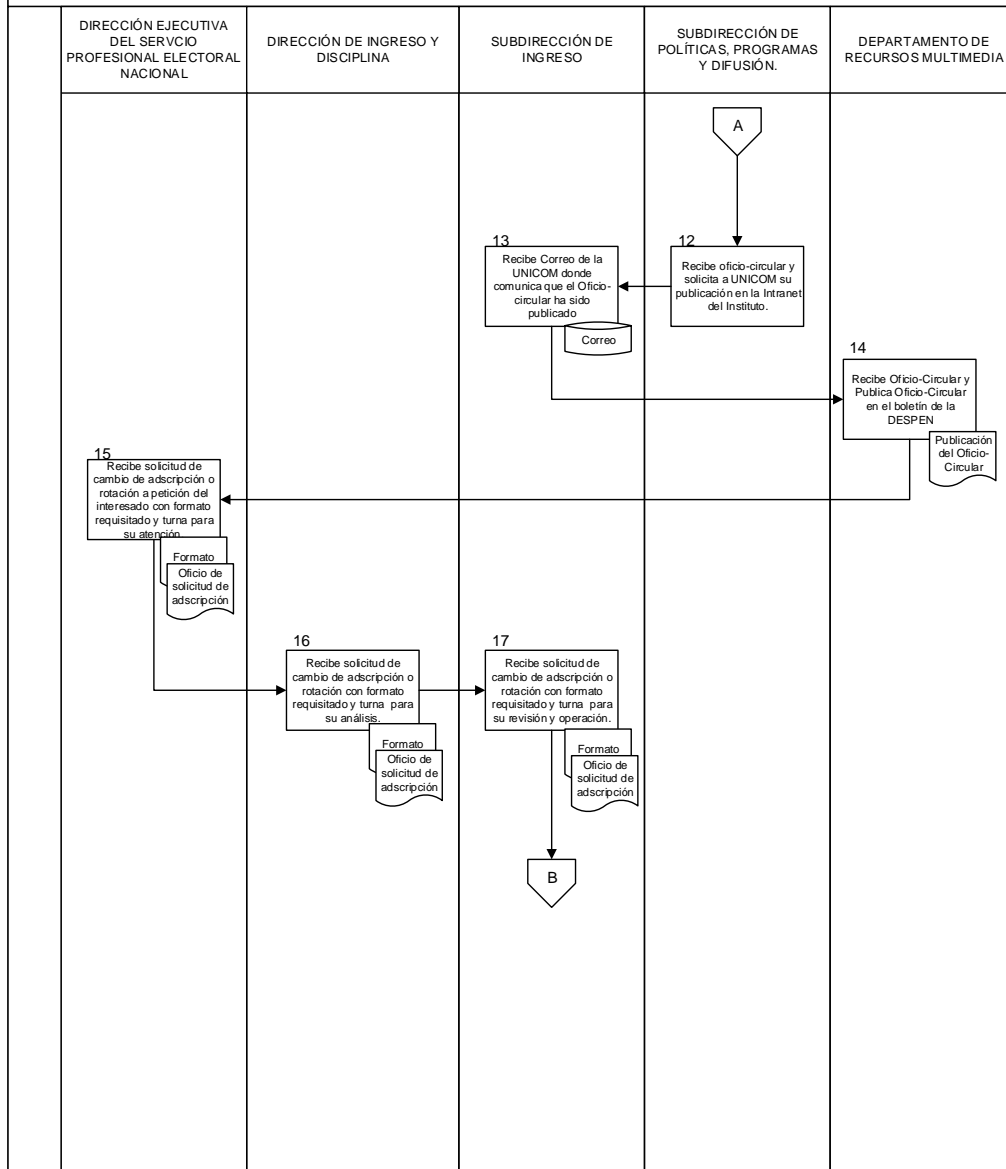 DIRECCIÓN EJECUTIVA
DEL SERVCIO
PROFESIONAL ELECTORAL
NACIONAL
DIRECCIÓN DE INGRESO Y
DISCIPLINA
SUBDIRECCIÓN DE
INGRESO
SUBDIRECCIÓN DE
POLÍTICAS, PROGRAMAS
Y DIFUSIÓN.
DEPARTAMENTO DE
RECURSOS MULTIMEDIA
A
12
Recibe oficio-circular y
solicita a UNICOM su
publicación en la Intranet
del Instituto.
13
Recibe Correo de la
UNICOM donde
comunica que el Oficio-
circular ha sido
publicado
Correo
14
Recibe Oficio-Circular y
Publica Oficio-Circular
en el boletín de la
DESPEN
Publicación
del Oficio-
Circular
15
Recibe solicitud de
cambio de adscripción o
rotación a petición del
interesado con formato
requisitado y turna para
su atención.
Formato
Oficio de
solicitud de
adscripción
16
Recibe solicitud de
cambio de adscripción o
rotación con formato
requisitado y turna para
su análisis.
Formato
Oficio de
solicitud de
adscripción
17
Recibe solicitud de
cambio de adscripción o
rotación con formato
requisitado y turna para
su revisión y operación.
Formato
Oficio de
solicitud de
adscripción
B